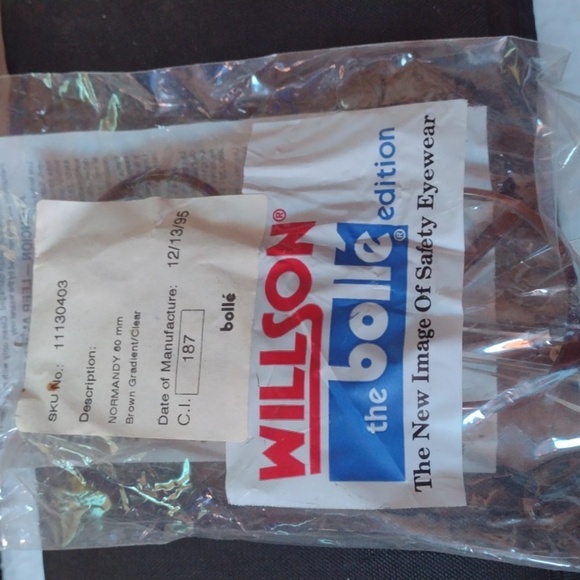 SKU No.: 11130403
Description:
NORMANDY 60 mm
Brown Gradient/Clear
Date of Manufacture: 12/13/95
C.I. 187
bollé
WILLSON®
the bollé® edition
The New Image Of Safety Eyewear